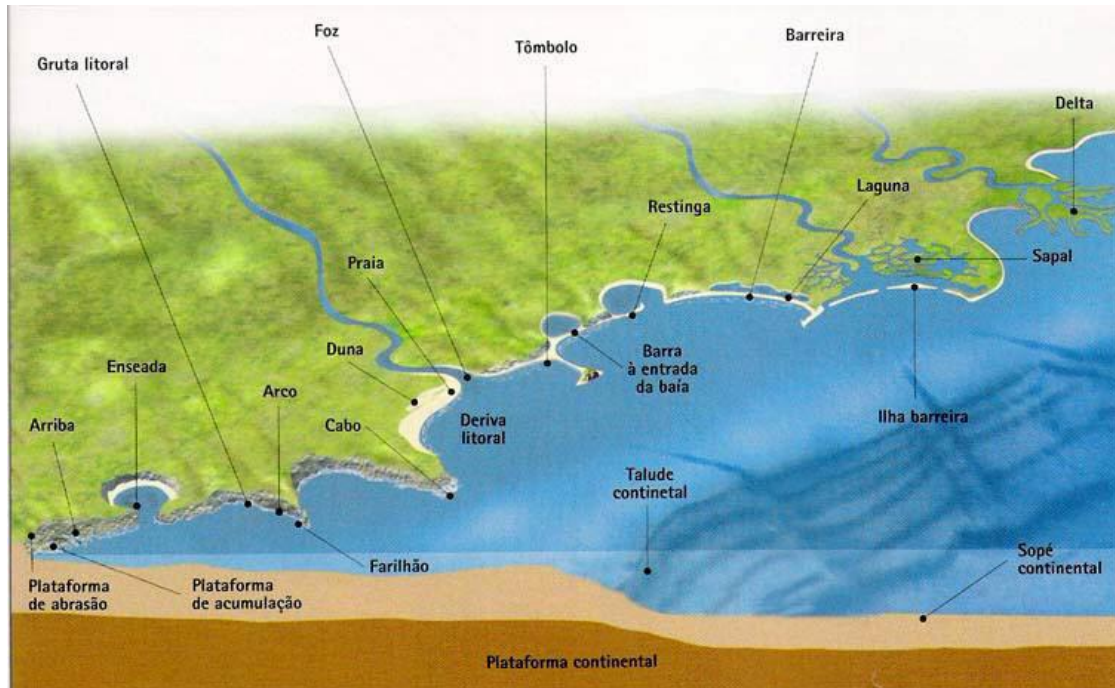 Foz
Tômbolo
Barreira
Gruta litoral
Delta
Laguna
Restinga
Sapal
Praia
Duna
Barra
à entrada
da baía
Enseada
Arco
Cabo
Deriva
litoral
Ilha barreira
Arriba
Talude
continetal
Sopé
continental
Farilhão
Plataforma
de abrasão
Plataforma
de acumulação
Plataforma continental